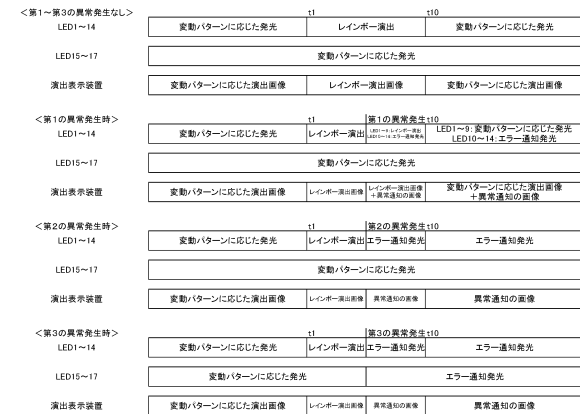 ＜第1～第3の異常発生なし＞ t1 t10
LED1～14 変動パターンに応じた発光 レインボー演出 変動パターンに応じた発光
LED15～17 変動パターンに応じた発光
演出表示装置 変動パターンに応じた演出画像 レインボー演出画像 変動パターンに応じた演出画像
＜第1の異常発生時＞ t1 第1の異常発生 t10
LED1～14 変動パターンに応じた発光 レインボー演出 LED1～9:レインボー演出 LED1～9:変動パターンに応じた発光
LED10～14:エラー通知発光 LED10～14:エラー通知発光
LED15～17 変動パターンに応じた発光
演出表示装置 変動パターンに応じた演出画像 レインボー演出画像 レインボー演出画像 変動パターンに応じた演出画像
＋異常通知の画像 ＋異常通知の画像
＜第2の異常発生時＞ t1 第2の異常発生 t10
LED1～14 変動パターンに応じた発光 レインボー演出 エラー通知発光 エラー通知発光
LED15～17 変動パターンに応じた発光
演出表示装置 変動パターンに応じた演出画像 レインボー演出画像 異常通知の画像 異常通知の画像
＜第3の異常発生時＞ t1 第3の異常発生 t10
LED1～14 変動パターンに応じた発光 レインボー演出 エラー通知発光 エラー通知発光
LED15～17 変動パターンに応じた発光 エラー通知発光
演出表示装置 変動パターンに応じた演出画像 レインボー演出画像 異常通知の画像 異常通知の画像